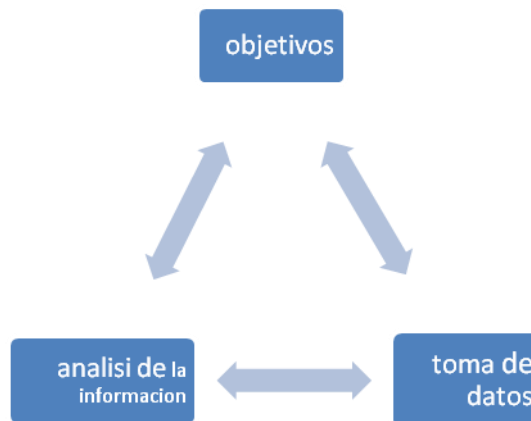 objetivos
analisi de la
informacion
toma de
datos